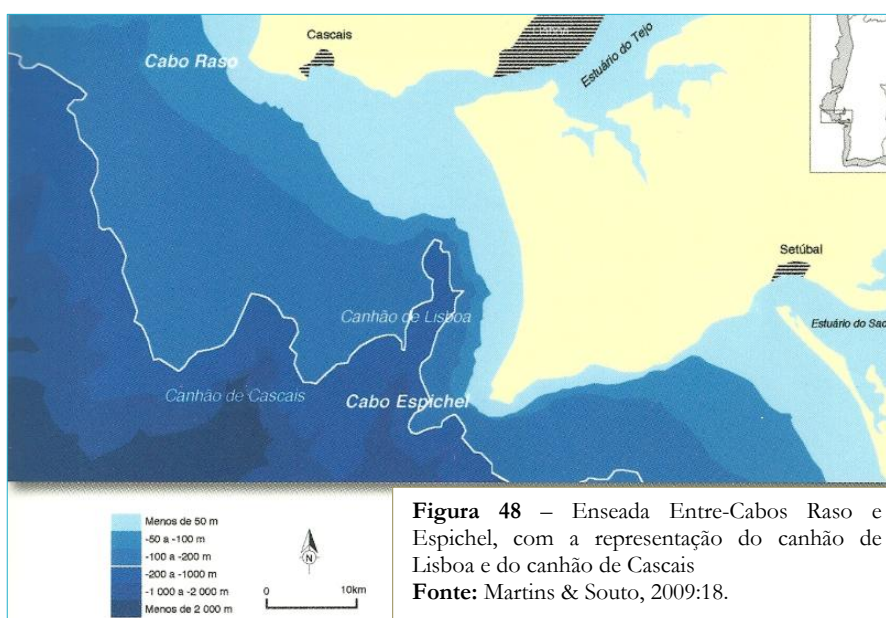 Cascais
LISBOA
Cabo Raso
Estuário do Tejo
Setúbal
Canhão de Lisboa
Estuário do Sac
Canhão de Cascais
Cabo Espichel
Menos de 50 m
-50 a -100 m
-100 a -200 m
-200 a -1000 m
-1 000 a -2 000 m
Menos de 2 000 m
N
0 10km
Figura 48 – Enseada Entre-Cabos Raso e
Espichel, com a representação do canhão de
Lisboa e do canhão de Cascais
Fonte: Martins & Souto, 2009:18.